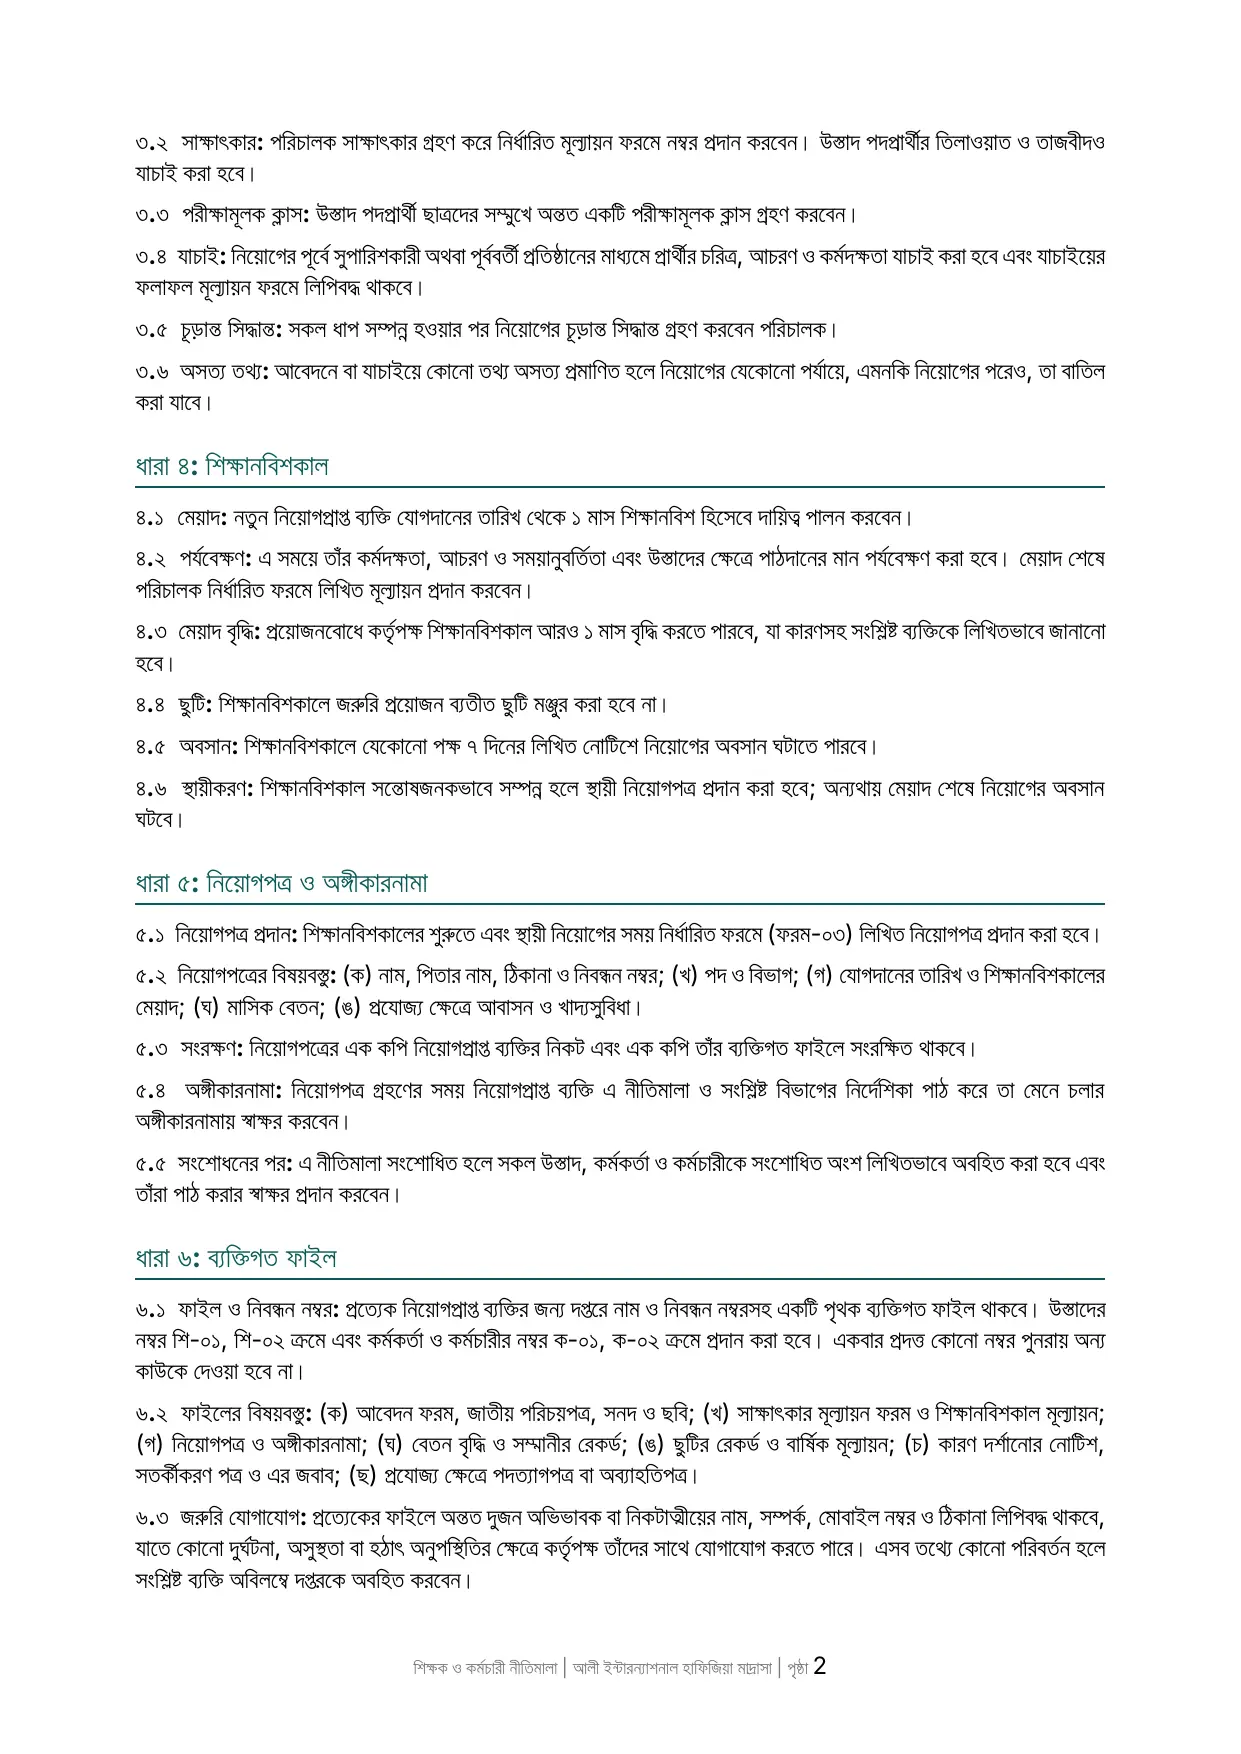 ৩.২ সাক্ষাৎকার: পরিচালক সাক্ষাৎকার গ্রহণ করে নির্ধারিত মূল্যায়ন ফরমে নম্বর প্রদান করবেন। উস্তাদ পদপ্রার্থীর তিলাওয়াত ও তাজবীদও
যাচাই করা হবে।
৩.৩ পরীক্ষামূলক ক্লাস: উস্তাদ পদপ্রার্থী ছাত্রদের সম্মুখে অন্তত একটি পরীক্ষামূলক ক্লাস গ্রহণ করবেন।
৩.৪ যাচাই: নিয়োগের পূর্বে সুপারিশকারী অথবা পূর্ববর্তী প্রতিষ্ঠানের মাধ্যমে প্রার্থীর চরিত্র, আচরণ ও কর্মদক্ষতা যাচাই করা হবে এবং যাচাইয়ের
ফলাফল মূল্যায়ন ফরমে লিপিবদ্ধ থাকবে।
৩.৫ চূড়ান্ত সিদ্ধান্ত: সকল ধাপ সম্পন্ন হওয়ার পর নিয়োগের চূড়ান্ত সিদ্ধান্ত গ্রহণ করবেন পরিচালক।
৩.৬ অসত্য তথ্য: আবেদনে বা যাচাইয়ে কোনো তথ্য অসত্য প্রমাণিত হলে নিয়োগের যেকোনো পর্যায়ে, এমনকি নিয়োগের পরেও, তা বাতিল
করা যাবে।
ধারা ৪: শিক্ষানবিশকাল
৪.১ মেয়াদ: নতুন নিয়োগপ্রাপ্ত ব্যক্তি যোগদানের তারিখ থেকে ১ মাস শিক্ষানবিশ হিসেবে দায়িত্ব পালন করবেন।
৪.২ পর্যবেক্ষণ: এ সময়ে তাঁর কর্মদক্ষতা, আচরণ ও সময়ানুবর্তিতা এবং উস্তাদের ক্ষেত্রে পাঠদানের মান পর্যবেক্ষণ করা হবে। মেয়াদ শেষে
পরিচালক নির্ধারিত ফরমে লিখিত মূল্যায়ন প্রদান করবেন।
৪.৩ মেয়াদ বৃদ্ধি: প্রয়োজনবোধে কর্তৃপক্ষ শিক্ষানবিশকাল আরও ১ মাস বৃদ্ধি করতে পারবে, যা কারণসহ সংশ্লিষ্ট ব্যক্তিকে লিখিতভাবে জানানো
হবে।
৪.৪ ছুটি: শিক্ষানবিশকালে জরুরি প্রয়োজন ব্যতীত ছুটি মঞ্জুর করা হবে না।
৪.৫ অবসান: শিক্ষানবিশকালে যেকোনো পক্ষ ৭ দিনের লিখিত নোটিশে নিয়োগের অবসান ঘটাতে পারবে।
৪.৬ স্থায়ীকরণ: শিক্ষানবিশকাল সন্তোষজনকভাবে সম্পন্ন হলে স্থায়ী নিয়োগপত্র প্রদান করা হবে; অন্যথায় মেয়াদ শেষে নিয়োগের অবসান
ঘটবে।
ধারা ৫: নিয়োগপত্র ও অঙ্গীকারনামা
৫.১ নিয়োগপত্র প্রদান: শিক্ষানবিশকালের শুরুতে এবং স্থায়ী নিয়োগের সময় নির্ধারিত ফরমে (ফরম-০৩) লিখিত নিয়োগপত্র প্রদান করা হবে।
৫.২ নিয়োগপত্রের বিষয়বস্তু: (ক) নাম, পিতার নাম, ঠিকানা ও নিবন্ধন নম্বর; (খ) পদ ও বিভাগ; (গ) যোগদানের তারিখ ও শিক্ষানবিশকালের
মেয়াদ; (ঘ) মাসিক বেতন; (ঙ) প্রযোজ্য ক্ষেত্রে আবাসন ও খাদ্যসুবিধা।
৫.৩ সংরক্ষণ: নিয়োগপত্রের এক কপি নিয়োগপ্রাপ্ত ব্যক্তির নিকট এবং এক কপি তাঁর ব্যক্তিগত ফাইলে সংরক্ষিত থাকবে।
৫.৪ অঙ্গীকারনামা: নিয়োগপত্র গ্রহণের সময় নিয়োগপ্রাপ্ত ব্যক্তি এ নীতিমালা ও সংশ্লিষ্ট বিভাগের নির্দেশিকা পাঠ করে তা মেনে চলার
অঙ্গীকারনামায় স্বাক্ষর করবেন।
৫.৫ সংশোধনের পর: এ নীতিমালা সংশোধিত হলে সকল উস্তাদ, কর্মকর্তা ও কর্মচারীকে সংশোধিত অংশ লিখিতভাবে অবহিত করা হবে এবং
তাঁরা পাঠ করার স্বাক্ষর প্রদান করবেন।
ধারা ৬: ব্যক্তিগত ফাইল
৬.১ ফাইল ও নিবন্ধন নম্বর: প্রত্যেক নিয়োগপ্রাপ্ত ব্যক্তির জন্য দপ্তরে নাম ও নিবন্ধন নম্বরসহ একটি পৃথক ব্যক্তিগত ফাইল থাকবে। উস্তাদের
নম্বর শি-০১, শি-০২ ক্রমে এবং কর্মকর্তা ও কর্মচারীর নম্বর ক-০১, ক-০২ ক্রমে প্রদান করা হবে। একবার প্রদত্ত কোনো নম্বর পুনরায় অন্য
কাউকে দেওয়া হবে না।
৬.২ ফাইলের বিষয়বস্তু: (ক) আবেদন ফরম, জাতীয় পরিচয়পত্র, সনদ ও ছবি; (খ) সাক্ষাৎকার মূল্যায়ন ফরম ও শিক্ষানবিশকাল মূল্যায়ন;
(গ) নিয়োগপত্র ও অঙ্গীকারনামা; (ঘ) বেতন বৃদ্ধি ও সম্মানীর রেকর্ড; (ঙ) ছুটির রেকর্ড ও বার্ষিক মূল্যায়ন; (চ) কারণ দর্শানোর নোটিশ,
সতর্কীকরণ পত্র ও এর জবাব; (ছ) প্রযোজ্য ক্ষেত্রে পদত্যাগপত্র বা অব্যাহতিপত্র।
৬.৩ জরুরি যোগাযোগ: প্রত্যেকের ফাইলে অন্তত দুজন অভিভাবক বা নিকটাত্মীয়ের নাম, সম্পর্ক, মোবাইল নম্বর ও ঠিকানা লিপিবদ্ধ থাকবে,
যাতে কোনো দুর্ঘটনা, অসুস্থতা বা হঠাৎ অনুপস্থিতির ক্ষেত্রে কর্তৃপক্ষ তাঁদের সাথে যোগাযোগ করতে পারে। এসব তথ্যে কোনো পরিবর্তন হলে
সংশ্লিষ্ট ব্যক্তি অবিলম্বে দপ্তরকে অবহিত করবেন।
শিক্ষক ও কর্মচারী নীতিমালা | আলী ইন্টারন্যাশনাল হাফিজিয়া মাদ্রাসা | পৃষ্ঠা 2